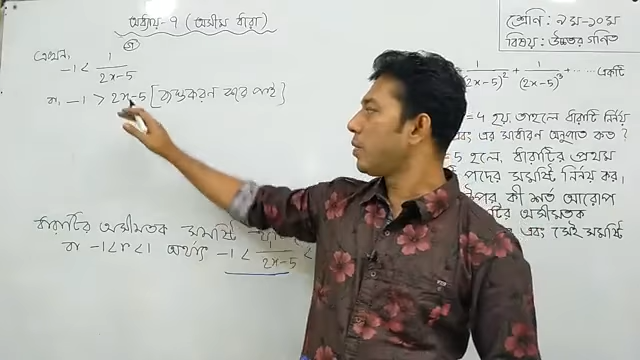 অধ্যায়-৭ (অসীম ধারা)
গ
এখন,
-1 < 1/(2x-5)
বা, -1 > 2x-5 [ব্যস্তকরণ করে পাই]
ধারাটির অসীমতক সমষ্টি
বা -1<r<1 অর্থাৎ -1 < 1/(2x-5) <
শ্রেণি: ৯ম-১০ম
বিষয়: উচ্চতর গণিত
1/(2x-5)² + 1/(2x-5)³ + ...... একটি
= 4 হয়, তাহলে ধারাটি নির্ণয়
এবং এর সাধারণ অনুপাত কত?
= 5 হলে, ধারাটির প্রথম
পদের সমষ্টি নির্ণয় কর,
উপর কী শর্ত আরোপ
টির অসীমতক
এবং সেই সমষ্টি